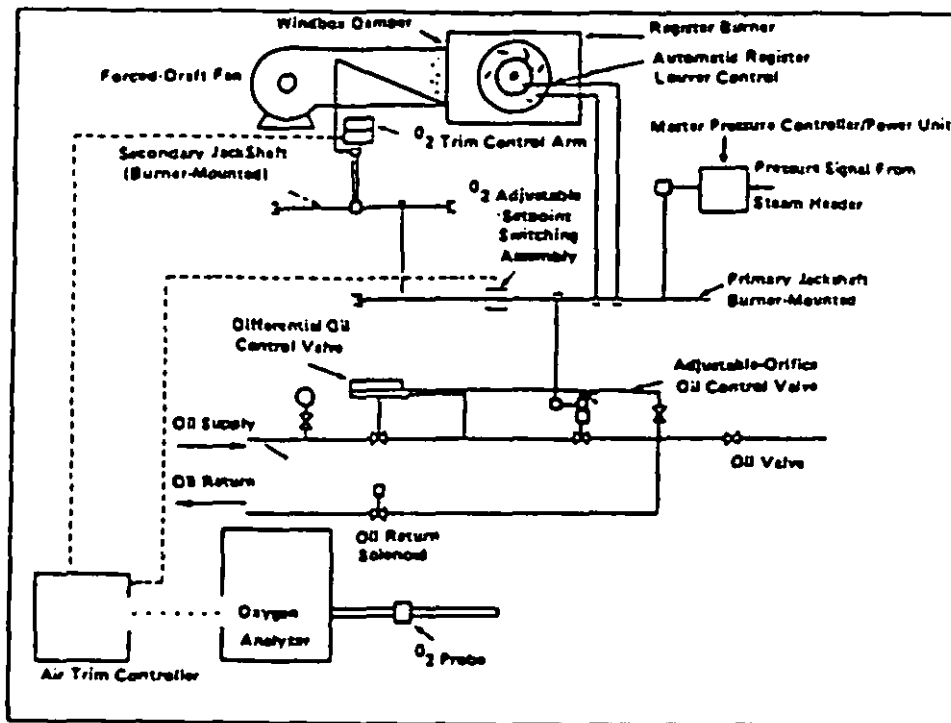 Windbox Damper
Register Burner
Automatic Register
Louver Control
Forced-Draft Fan
Master Pressure Controller/Power Unit
O2 Trim Control Arm
Secondary Jackshaft
(Burner-Mounted)
Pressure Signal From
Steam Header
O2 Adjustable
Setpoint
Switching
Assembly
Primary Jackshaft
Burner-Mounted
Differential Oil
Control Valve
Adjustable-Orifice
Oil Control Valve
Oil Supply
Oil Valve
Oil Return
Oil Return
Solenoid
Oxygen
Analyzer
O2 Probe
Air Trim Controller